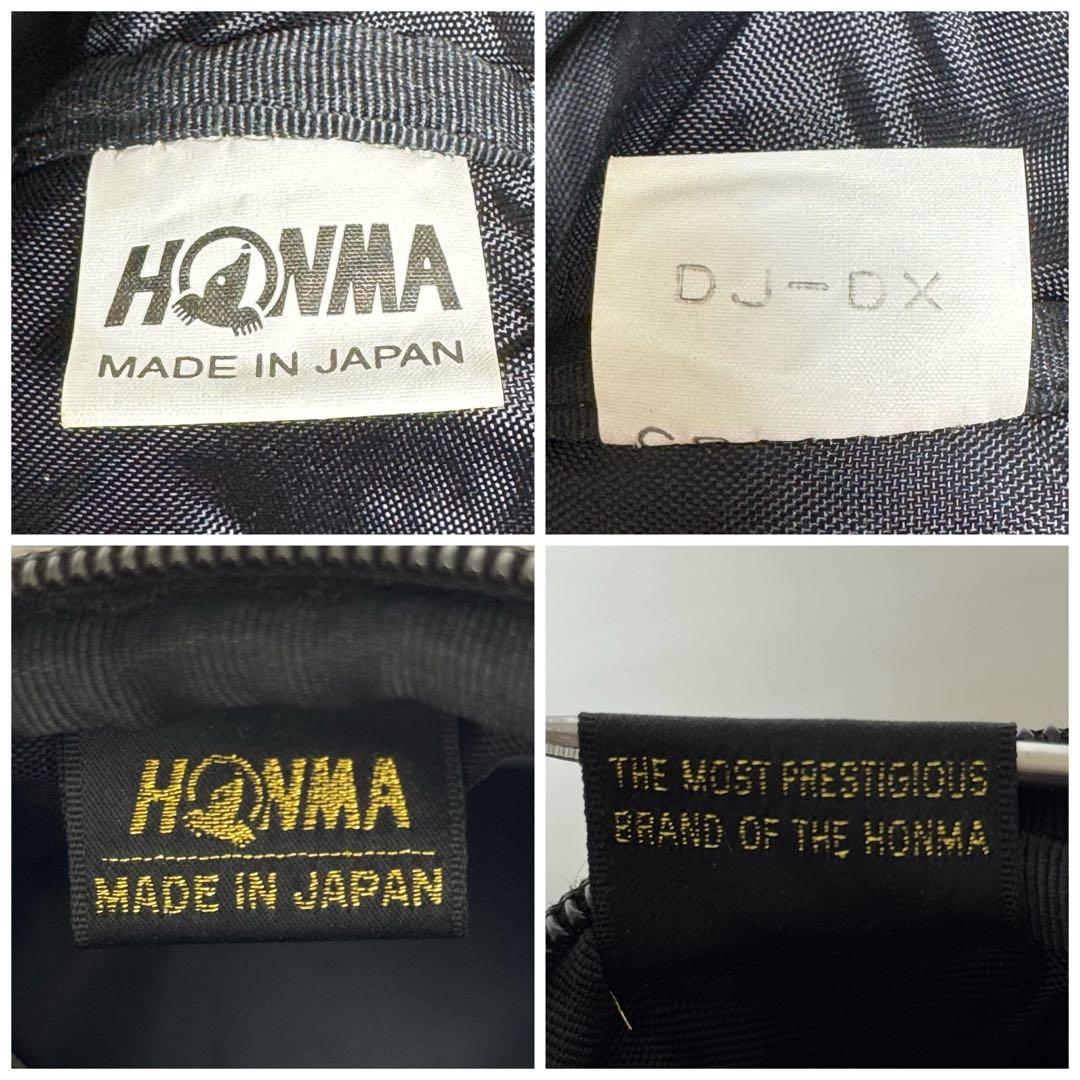 HONMA
MADE IN JAPAN
DJ-DX
HONMA
MADE IN JAPAN
THE MOST PRESTIGIOUS
BRAND OF THE HONMA